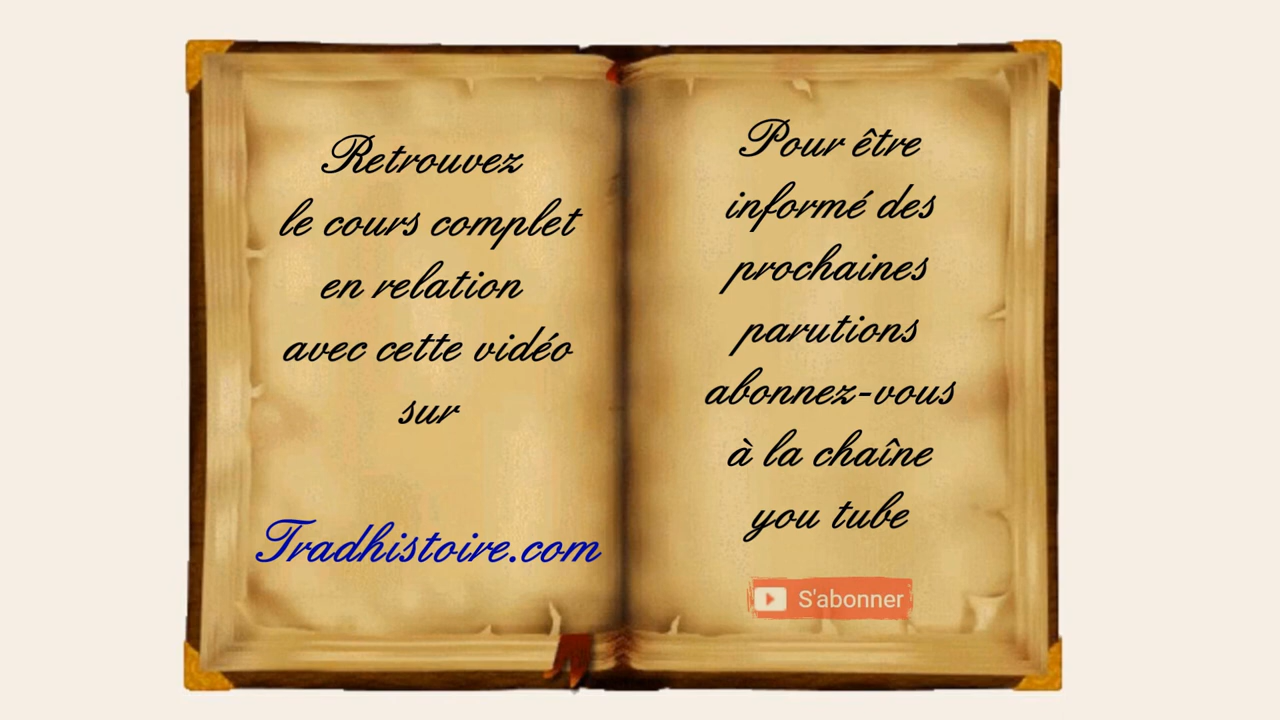 Retrouvez
le cours complet
en relation
avec cette vidéo
sur
Tradhistoire.com
Pour être
informé des
prochaines
parutions
abonnez-vous
à la chaîne
you tube
S'abonner